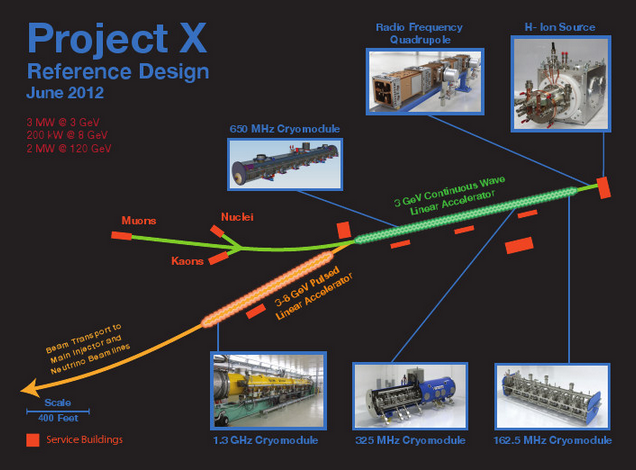 Project X
Reference Design
June 2012
3 MW @ 3 GeV
200 kW @ 8 GeV
2 MW @ 120 GeV
Radio Frequency
Quadrupole
H- Ion Source
650 MHz Cryomodule
3 GeV Continuous Wave
Linear Accelerator
Muons
Nuclei
Kaons
3-8 GeV Pulsed
Linear Accelerator
Beam Transport to
Main Injector and
Neutrino Beamlines
Scale
400 Feet
Service Buildings
1.3 GHz Cryomodule
325 MHz Cryomodule
162.5 MHz Cryomodule